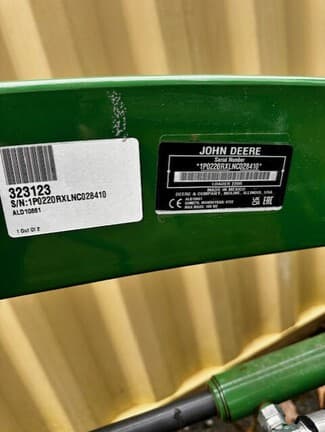 323123
S/N:1P0220RXLNC028410
ALD10861
1 Out Of 2
JOHN DEERE
Serial Number
*1P0220RXLNC028410*
LOADER 220R
MADE IN MEXICO
DEERE & COMPANY, MOLINE, ILLINOIS, USA